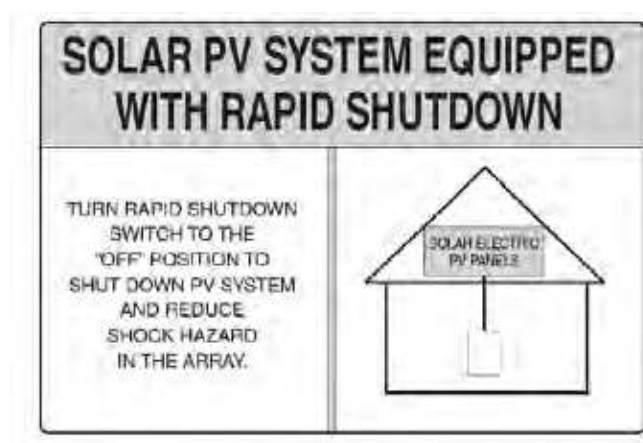 SOLAR PV SYSTEM EQUIPPED
WITH RAPID SHUTDOWN
TURN RAPID SHUTDOWN
SWITCH TO THE
"OFF" POSITION TO
SHUT DOWN PV SYSTEM
AND REDUCE
SHOCK HAZARD
IN THE ARRAY.
SOLAR ELECTRIC
PV PANELS